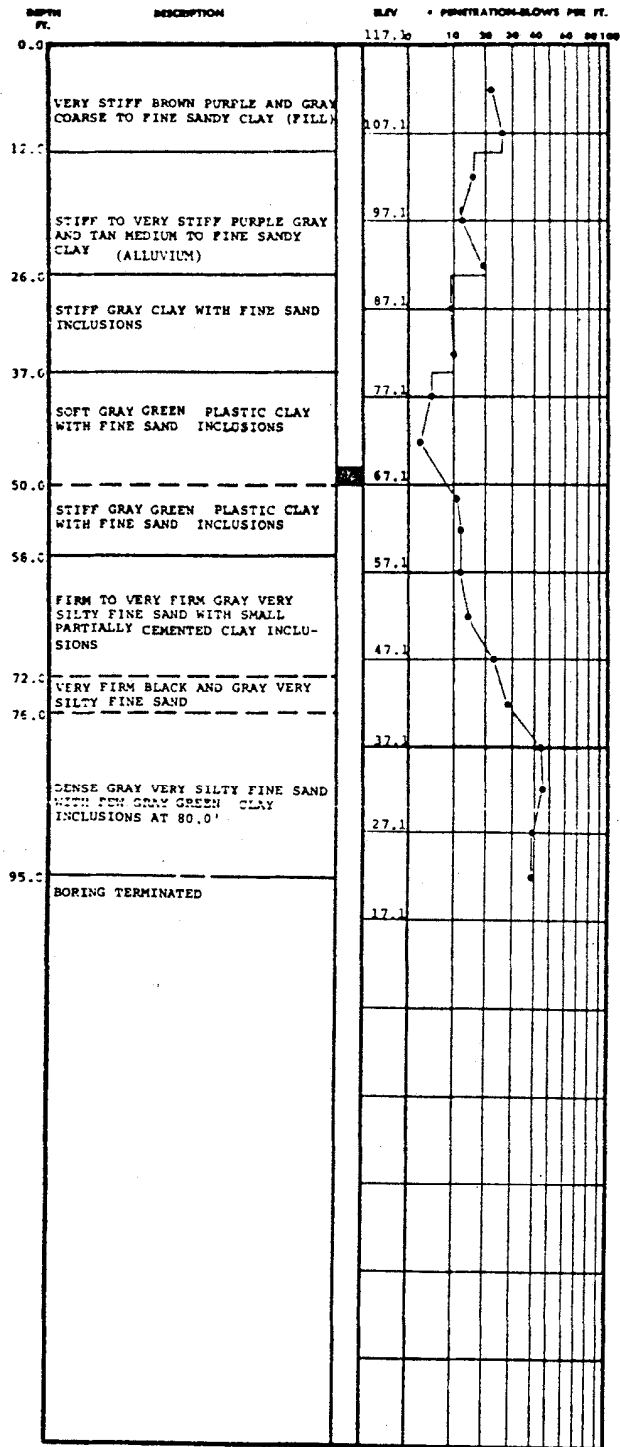 DEPTH FT.
DESCRIPTION
ELEV
• PENETRATION-BLOWS PER FT.
0.0
117.1
0 10 20 30 40 60 80 100
VERY STIFF BROWN PURPLE AND GRAY
COARSE TO FINE SANDY CLAY (FILL)
107.1
12.0
97.1
STIFF TO VERY STIFF PURPLE GRAY
AND TAN MEDIUM TO FINE SANDY
CLAY (ALLUVIUM)
26.0
87.1
STIFF GRAY CLAY WITH FINE SAND
INCLUSIONS
37.0
77.1
SOFT GRAY GREEN PLASTIC CLAY
WITH FINE SAND INCLUSIONS
67.1
50.0
STIFF GRAY GREEN PLASTIC CLAY
WITH FINE SAND INCLUSIONS
56.0
57.1
FIRM TO VERY FIRM GRAY VERY
SILTY FINE SAND WITH SMALL
PARTIALLY CEMENTED CLAY INCLU-
SIONS
47.1
72.0
VERY FIRM BLACK AND GRAY VERY
SILTY FINE SAND
76.0
37.1
DENSE GRAY VERY SILTY FINE SAND
WITH FEW GRAY GREEN CLAY
INCLUSIONS AT 80.0'
27.1
95.0
BORING TERMINATED
17.1